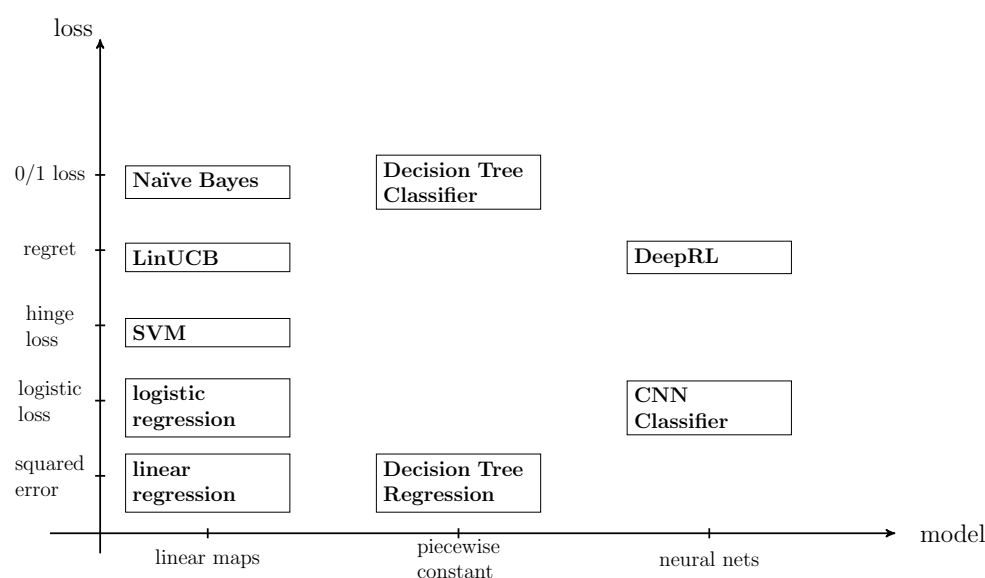 loss
0/1 loss
Naïve Bayes
Decision Tree
Classifier
regret
LinUCB
DeepRL
hinge
loss
SVM
logistic
loss
logistic
regression
CNN
Classifier
squared
error
linear
regression
Decision Tree
Regression
model
linear maps
piecewise
constant
neural nets